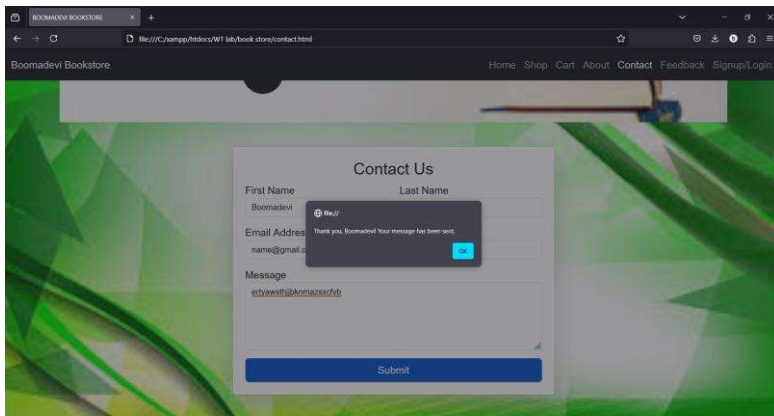 BOOMADEVI BOOKSTORE
file:///C:/xampp/htdocs/WT lab/book store/contact.html
Boomadevi Bookstore Home Shop Cart About Contact Feedback Signup/Login
Contact Us
First Name Last Name
Boomadevi
file://
Thank you, Boomadevi! Your message has been sent.
OK
Email Addres
name@gmail.c
Message
Submit